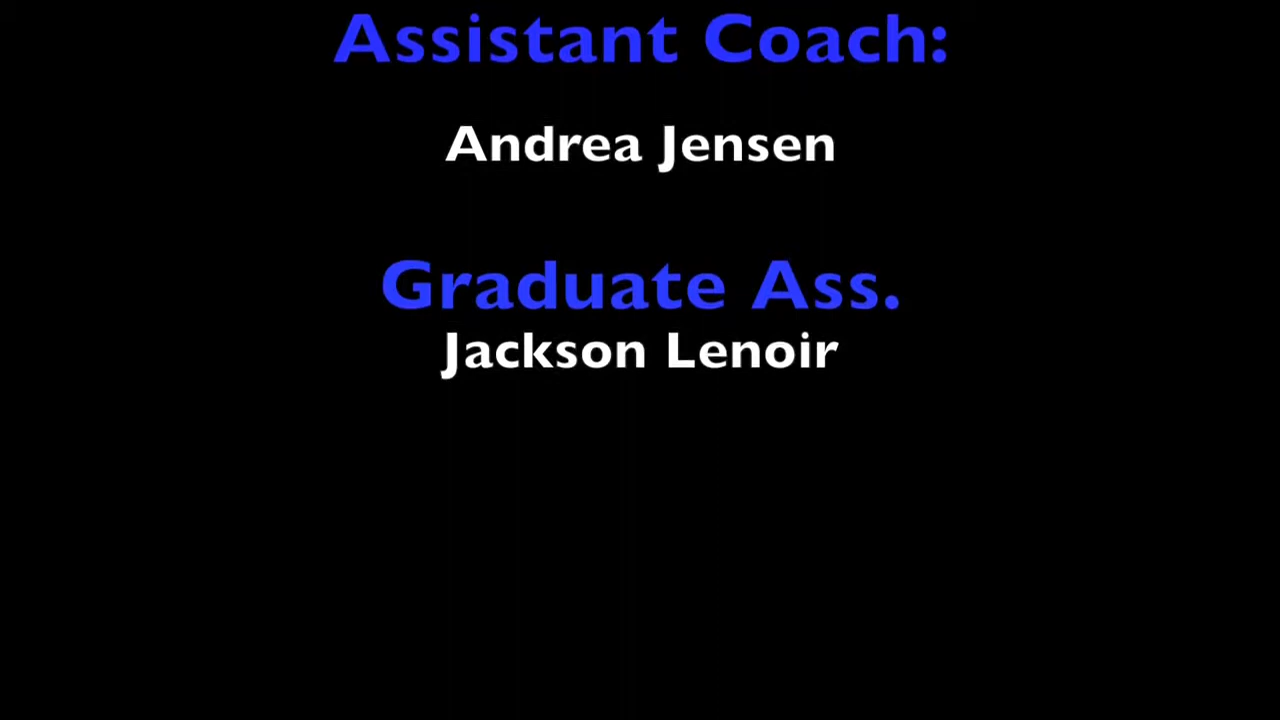 Assistant Coach:
Andrea Jensen
Graduate Ass.
Jackson Lenoir